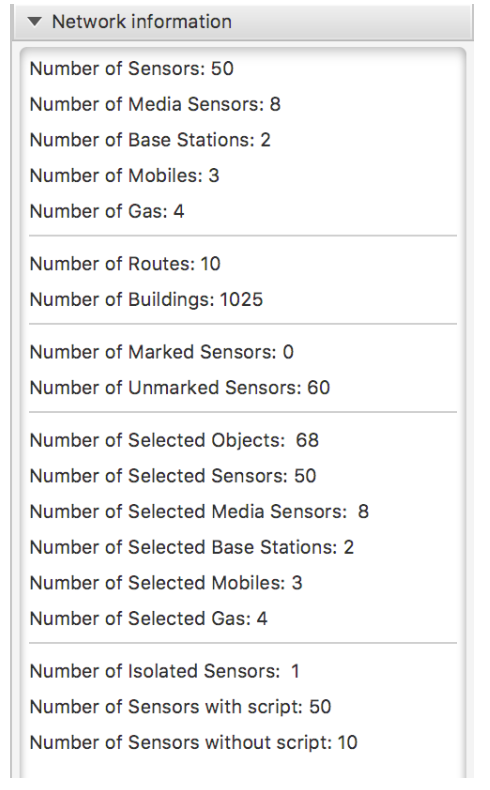 Network information
Number of Sensors: 50
Number of Media Sensors: 8
Number of Base Stations: 2
Number of Mobiles: 3
Number of Gas: 4
Number of Routes: 10
Number of Buildings: 1025
Number of Marked Sensors: 0
Number of Unmarked Sensors: 60
Number of Selected Objects:  68
Number of Selected Sensors: 50
Number of Selected Media Sensors:  8
Number of Selected Base Stations: 2
Number of Selected Mobiles: 3
Number of Selected Gas: 4
Number of Isolated Sensors:  1
Number of Sensors with script: 50
Number of Sensors without script: 10